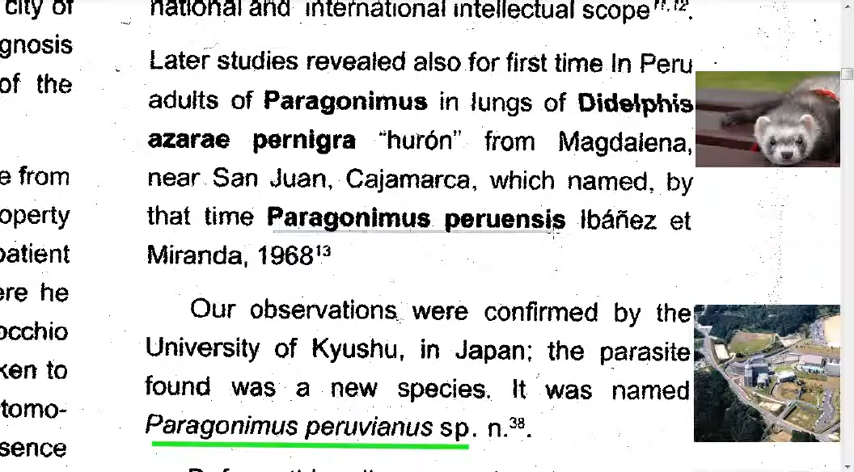 city of
gnosis
of the
e from
operty
patient
ere he
occhio
ken to
tomo-
sence
national and international intellectual scope¹¹,¹².
Later studies revealed also for first time In Peru
adults of Paragonimus in lungs of Didelphis
azarae pernigra “hurón” from Magdalena,
near San Juan, Cajamarca, which named, by
that time Paragonimus peruensis Ibáñez et
Miranda, 1968¹³
Our observations were confirmed by the
University of Kyushu, in Japan; the parasite
found was a new species. It was named
Paragonimus peruvianus sp. n.³⁸.